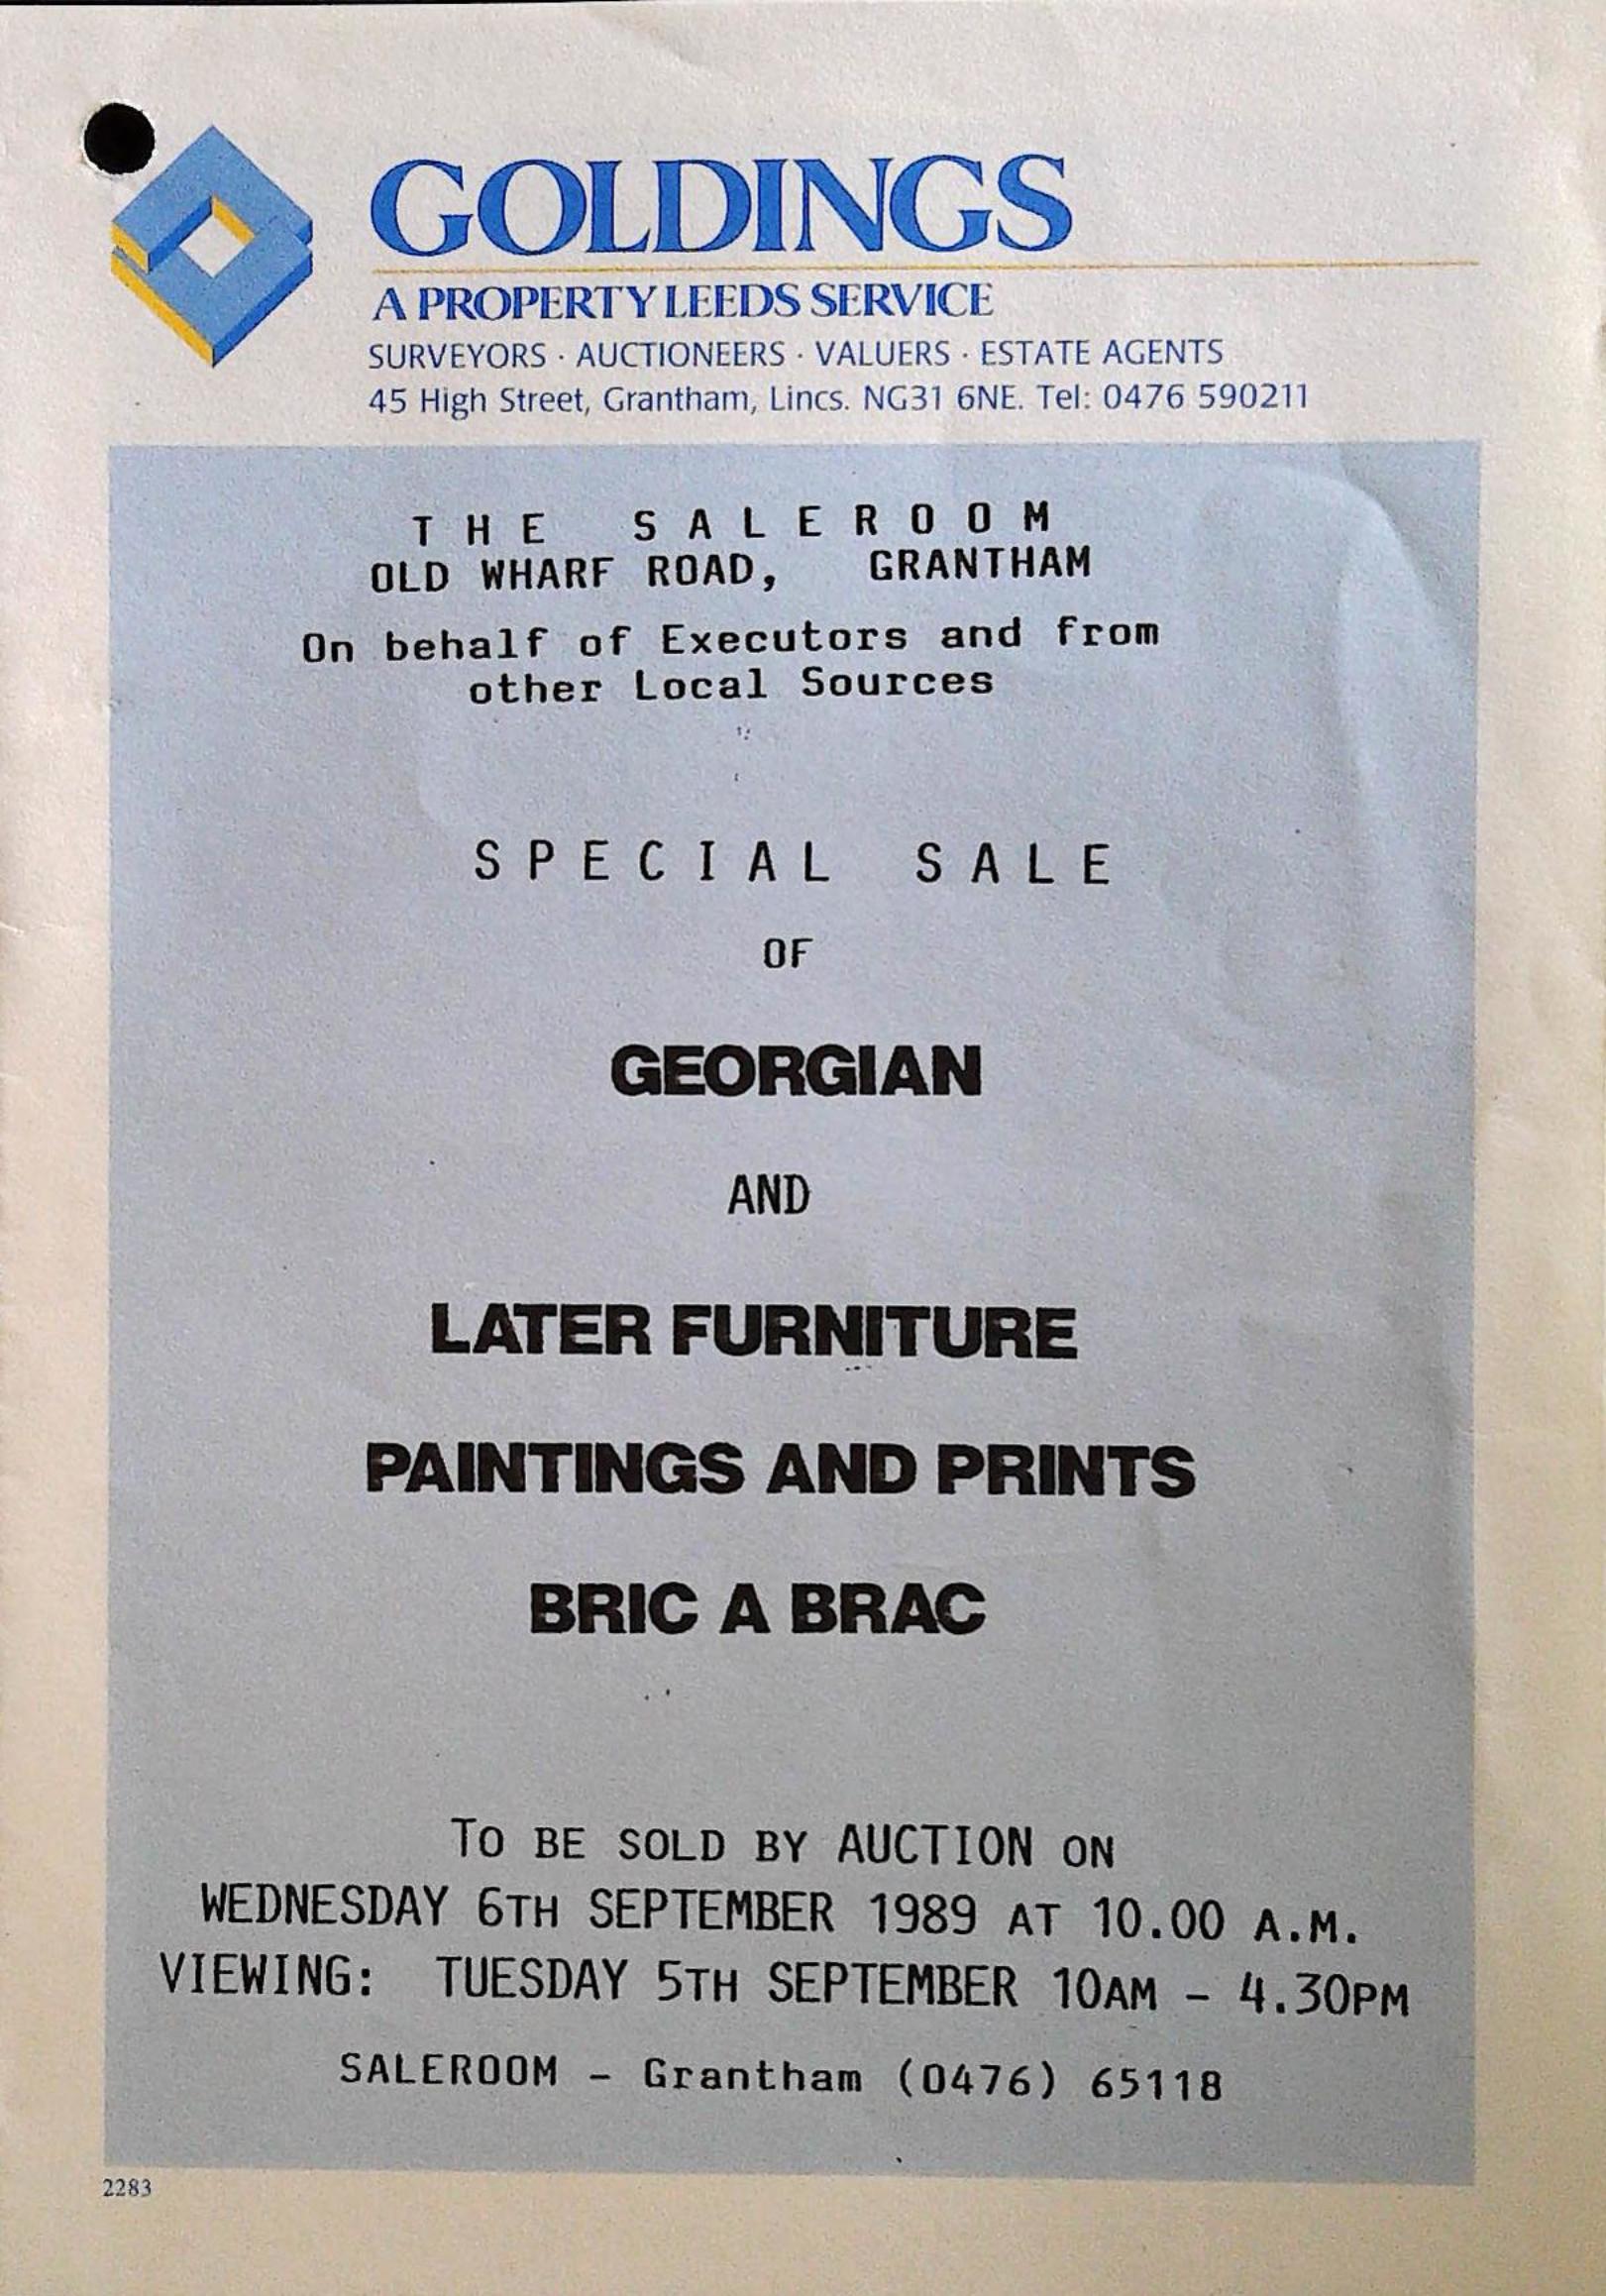 GOLDINGS
A PROPERTY LEEDS SERVICE
SURVEYORS · AUCTIONEERS · VALUERS · ESTATE AGENTS
45 High Street, Grantham, Lincs. NG31 6NE. Tel: 0476 590211
THE SALEROOM
OLD WHARF ROAD, GRANTHAM
On behalf of Executors and from
other Local Sources
SPECIAL SALE
OF
GEORGIAN
AND
LATER FURNITURE
PAINTINGS AND PRINTS
BRIC A BRAC
TO BE SOLD BY AUCTION ON
WEDNESDAY 6TH SEPTEMBER 1989 AT 10.00 A.M.
VIEWING: TUESDAY 5TH SEPTEMBER 10AM - 4.30PM
SALEROOM - Grantham (0476) 65118
2283